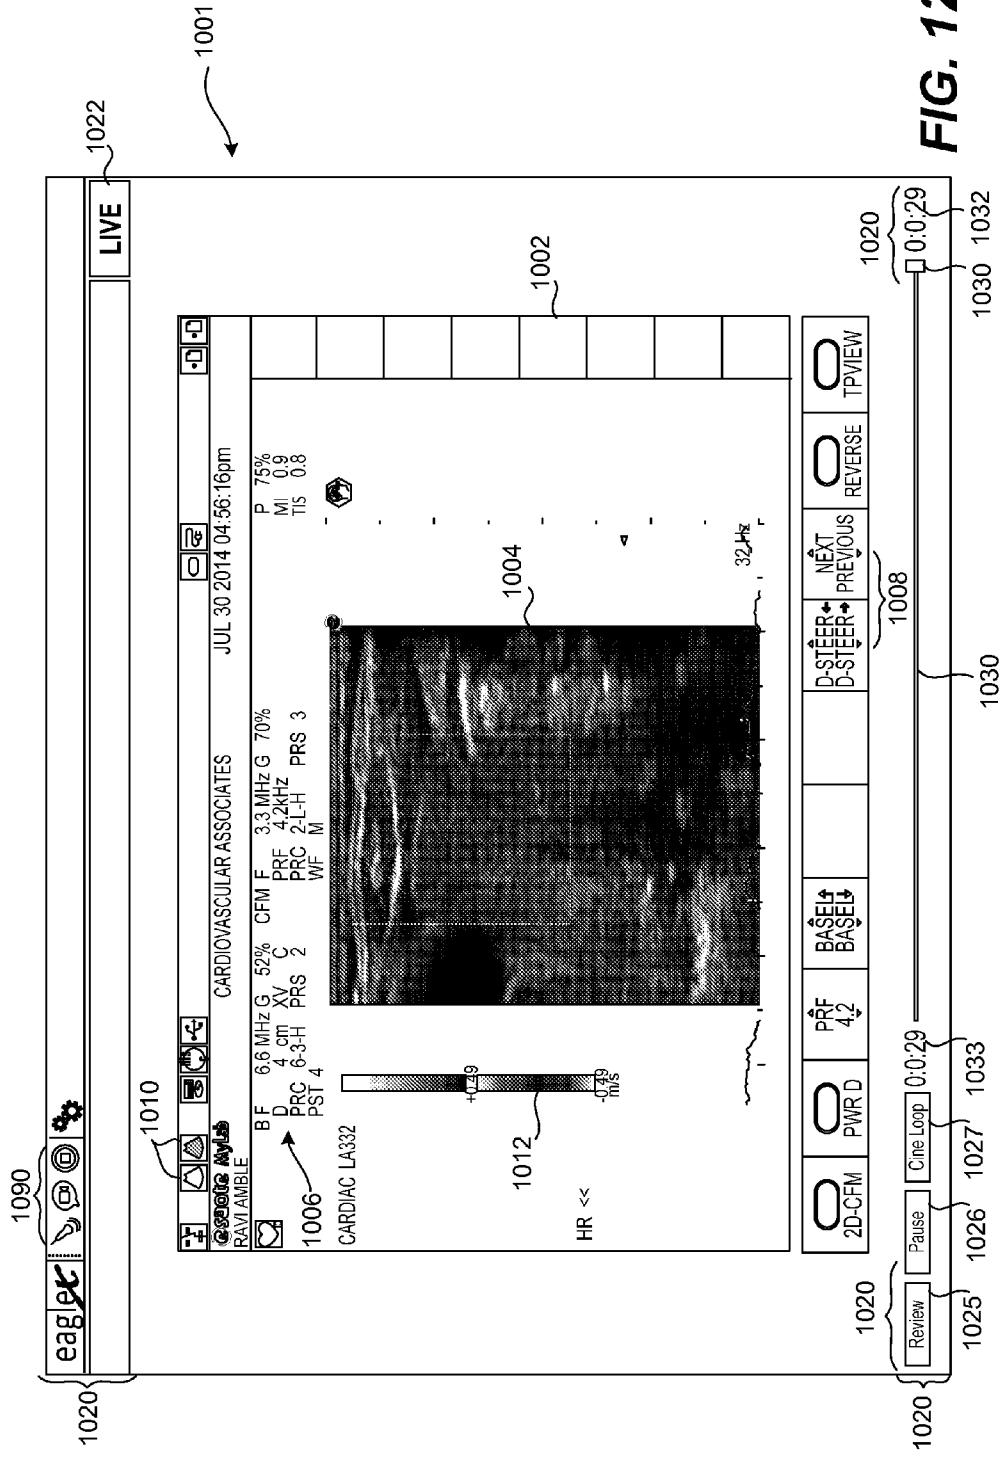 1090
1010
1022
1001
1020
eaglex
LIVE
esaote MyLab
RAVI AMBLE
CARDIOVASCULAR ASSOCIATES
JUL 30 2014 04:56:16pm
B F 6.6 MHz G 52% CFM F 3.3 MHz G 70% P 75%
D 4 cm XV C PRF 4.2kHz MI 0.9
PRC 6-3-H PRS 2 PRC 2-L-H PRS 3 TIS 0.8
PST 4 WF M
1006
CARDIAC LA332
+0.49
-0.49
m/s
1012
1004
1002
HR <<
32 Hz
2D-CFM
PWR D
PRF
4.2
BASEL
BASEL
D-STEER
D-STEER
NEXT
PREVIOUS
REVERSE
TPVIEW
1008
1020
1020
Review
Pause
Cine Loop
0:0:29
0:0:29
1020
1025
1026
1027
1033
1030
1030
1032
FIG. 12